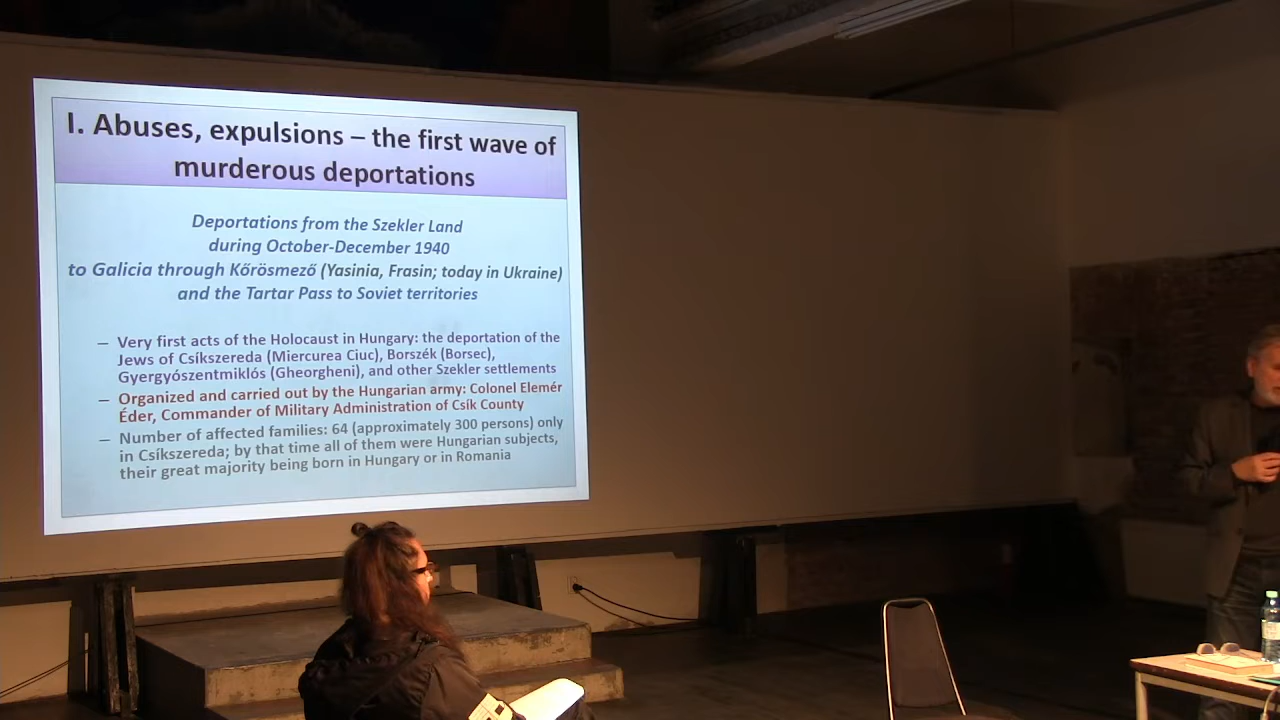 I. Abuses, expulsions – the first wave of
murderous deportations
Deportations from the Szekler Land
during October-December 1940
to Galicia through Kőrösmező (Yasinia, Frasin; today in Ukraine)
and the Tartar Pass to Soviet territories
– Very first acts of the Holocaust in Hungary: the deportation of the
Jews of Csíkszereda (Miercurea Ciuc), Borszék (Borsec),
Gyergyószentmiklós (Gheorgheni), and other Szekler settlements
– Organized and carried out by the Hungarian army: Colonel Elemér
Éder, Commander of Military Administration of Csík County
– Number of affected families: 64 (approximately 300 persons) only
in Csíkszereda; by that time all of them were Hungarian subjects,
their great majority being born in Hungary or in Romania